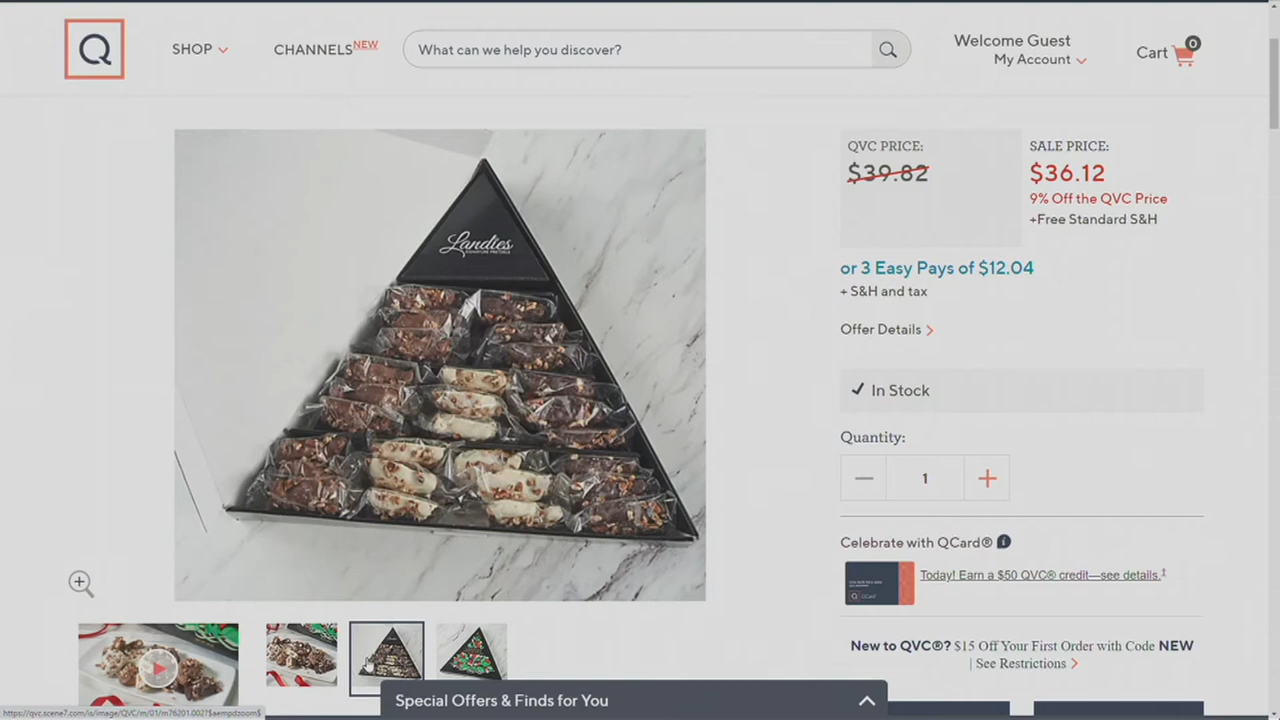 Q
SHOP
CHANNELS NEW
What can we help you discover?
Welcome Guest
My Account
Cart 0
Landies
SIGNATURE PRETZELS
QVC PRICE:
$39.82
SALE PRICE:
$36.12
9% Off the QVC Price
+Free Standard S&H
or 3 Easy Pays of $12.04
+ S&H and tax
Offer Details
In Stock
Quantity:
1
Celebrate with QCard®
Today! Earn a $50 QVC® credit—see details.‡
New to QVC®? $15 Off Your First Order with Code NEW
| See Restrictions
Special Offers & Finds for You
https://qvc.scene7.com/is/image/QVC/m/01/m76201.002?$aempdzoom$